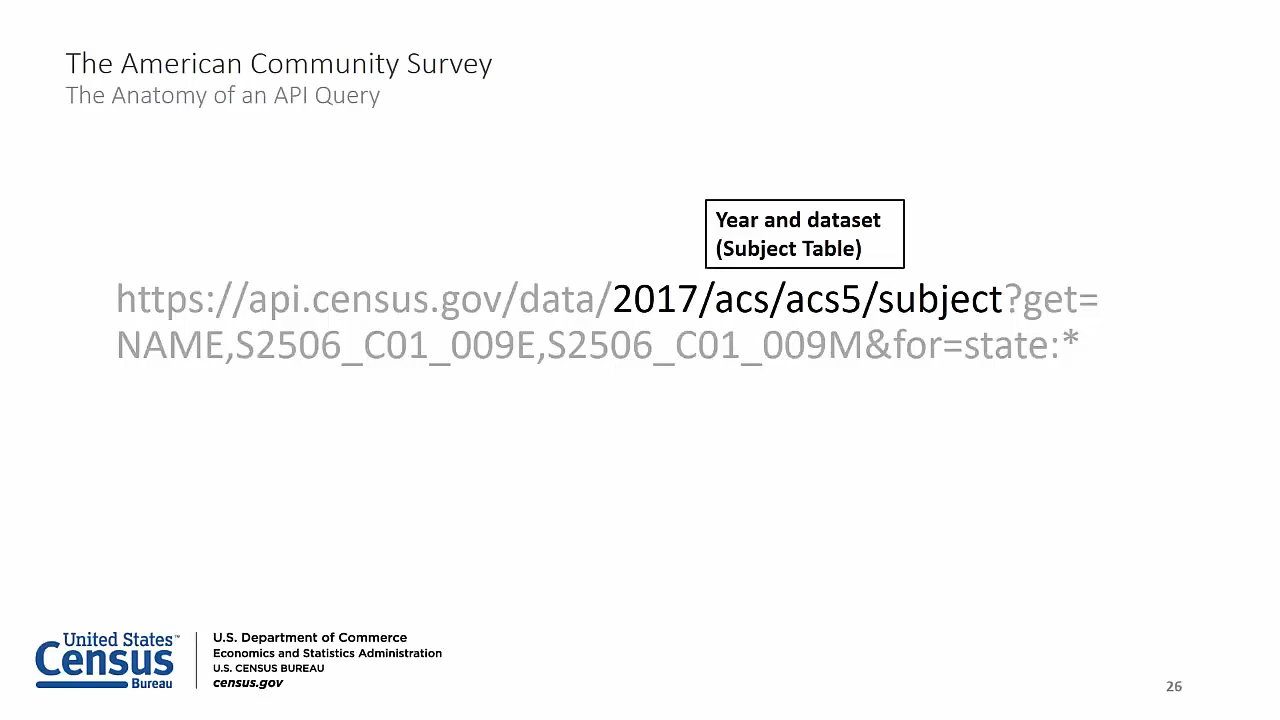 The American Community Survey
The Anatomy of an API Query
Year and dataset
(Subject Table)
https://api.census.gov/data/2017/acs/acs5/subject?get=
NAME,S2506_C01_009E,S2506_C01_009M&for=state:*
United States™
Census
Bureau
U.S. Department of Commerce
Economics and Statistics Administration
U.S. CENSUS BUREAU
census.gov
26